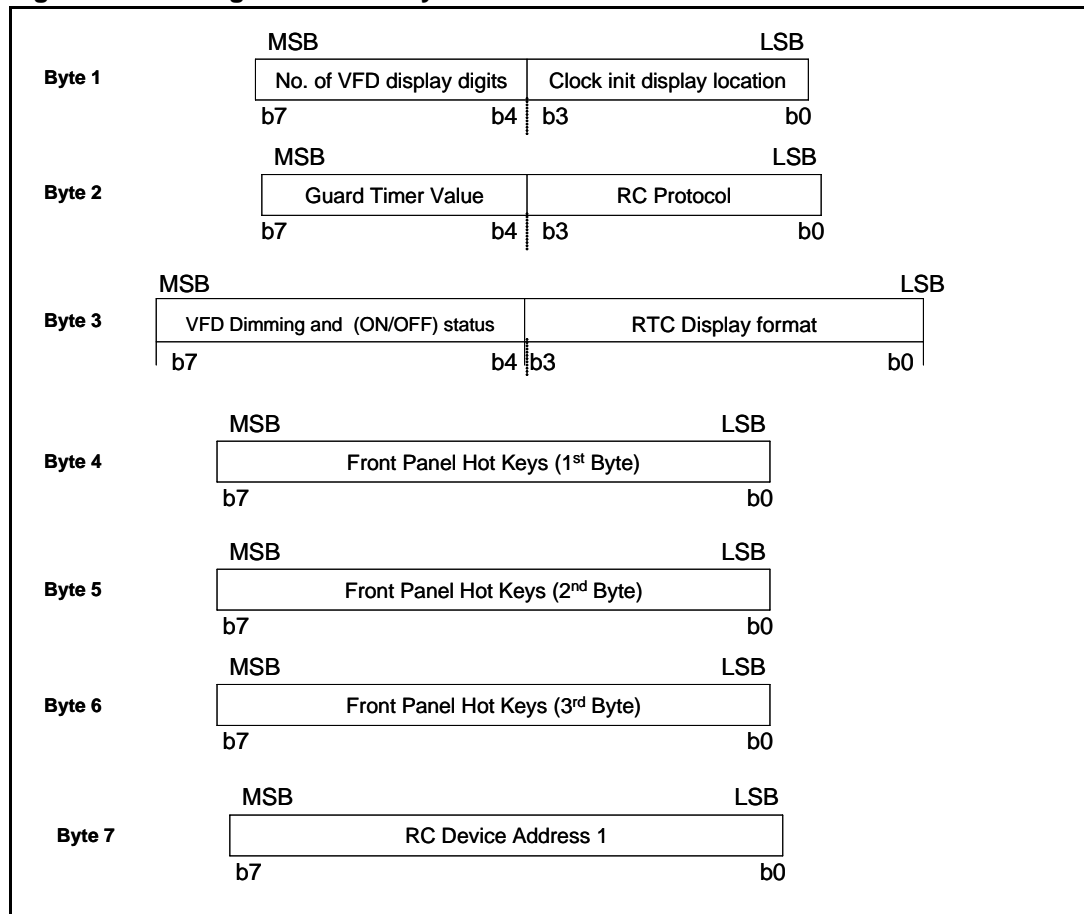 MSB LSB
Byte 1 No. of VFD display digits Clock init display location
b7 b4 b3 b0
MSB LSB
Byte 2 Guard Timer Value RC Protocol
b7 b4 b3 b0
MSB LSB
Byte 3 VFD Dimming and (ON/OFF) status RTC Display format
b7 b4 b3 b0
MSB LSB
Byte 4 Front Panel Hot Keys (1st Byte)
b7 b0
MSB LSB
Byte 5 Front Panel Hot Keys (2nd Byte)
b7 b0
MSB LSB
Byte 6 Front Panel Hot Keys (3rd Byte)
b7 b0
MSB LSB
Byte 7 RC Device Address 1
b7 b0